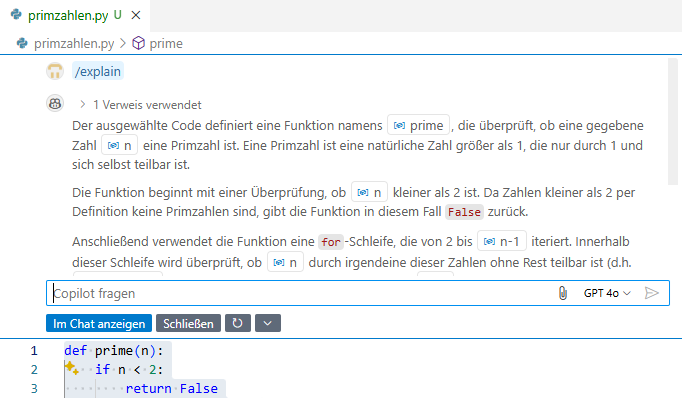 primzahlen.py U
primzahlen.py > prime
/explain
1 Verweis verwendet
Der ausgewählte Code definiert eine Funktion namens prime, die überprüft, ob eine gegebene
Zahl n eine Primzahl ist. Eine Primzahl ist eine natürliche Zahl größer als 1, die nur durch 1 und
sich selbst teilbar ist.
Die Funktion beginnt mit einer Überprüfung, ob n kleiner als 2 ist. Da Zahlen kleiner als 2 per
Definition keine Primzahlen sind, gibt die Funktion in diesem Fall False zurück.
Anschließend verwendet die Funktion eine for-Schleife, die von 2 bis n-1 iteriert. Innerhalb
dieser Schleife wird überprüft, ob n durch irgendeine dieser Zahlen ohne Rest teilbar ist (d.h.
Copilot fragen GPT 4o
Im Chat anzeigen Schließen
1 def prime(n):
2 if n < 2:
3 return False